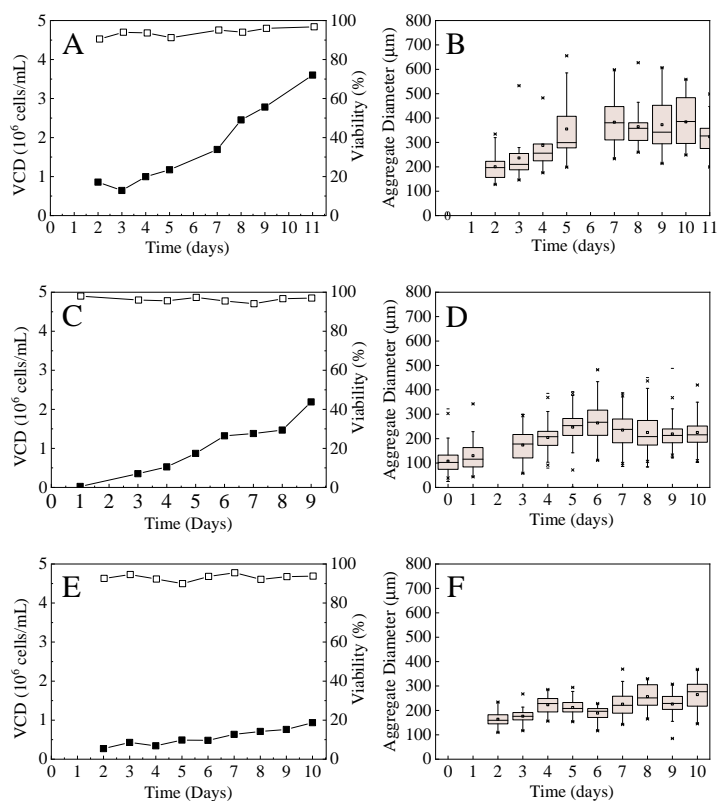 A
VCD (10⁶ cells/mL)
5
4
3
2
1
0
100
80
60
40
20
0
Viability (%)
0 1 2 3 4 5 6 7 8 9 10 11
Time (days)
B
Aggregate Diameter (μm)
800
700
600
500
400
300
200
100
0
0 1 2 3 4 5 6 7 8 9 10 11
Time (days)
C
VCD (10⁶ cells/mL)
5
4
3
2
1
0
100
80
60
40
20
0
Viability (%)
0 1 2 3 4 5 6 7 8 9
Time (Days)
D
Aggregate Diameter (μm)
800
700
600
500
400
300
200
100
0
0 1 2 3 4 5 6 7 8 9 10
Time (days)
E
VCD (10⁶ cells/mL)
5
4
3
2
1
0
100
80
60
40
20
0
Viability (%)
0 1 2 3 4 5 6 7 8 9 10
Time (Days)
F
Aggregate Diameter (μm)
800
700
600
500
400
300
200
100
0
0 1 2 3 4 5 6 7 8 9 10
Time (days)